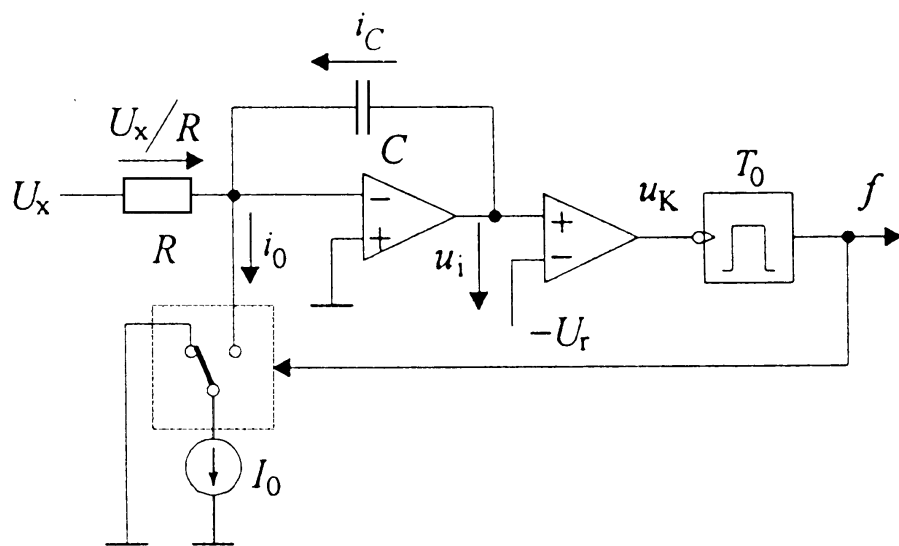 i_C
U_x/R
C
T_0
U_x
-
+
u_K
f
R
i_0
+
-
u_i
-U_r
I_0